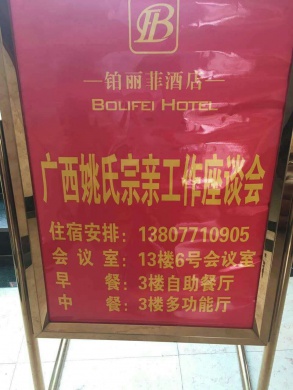 B
铂丽菲酒店
BOLIFEI HOTEL
广西姚氏宗亲工作座谈会
住宿安排：13807710905
会议室：13楼6号会议室
早餐：3楼自助餐厅
中餐：3楼多功能厅